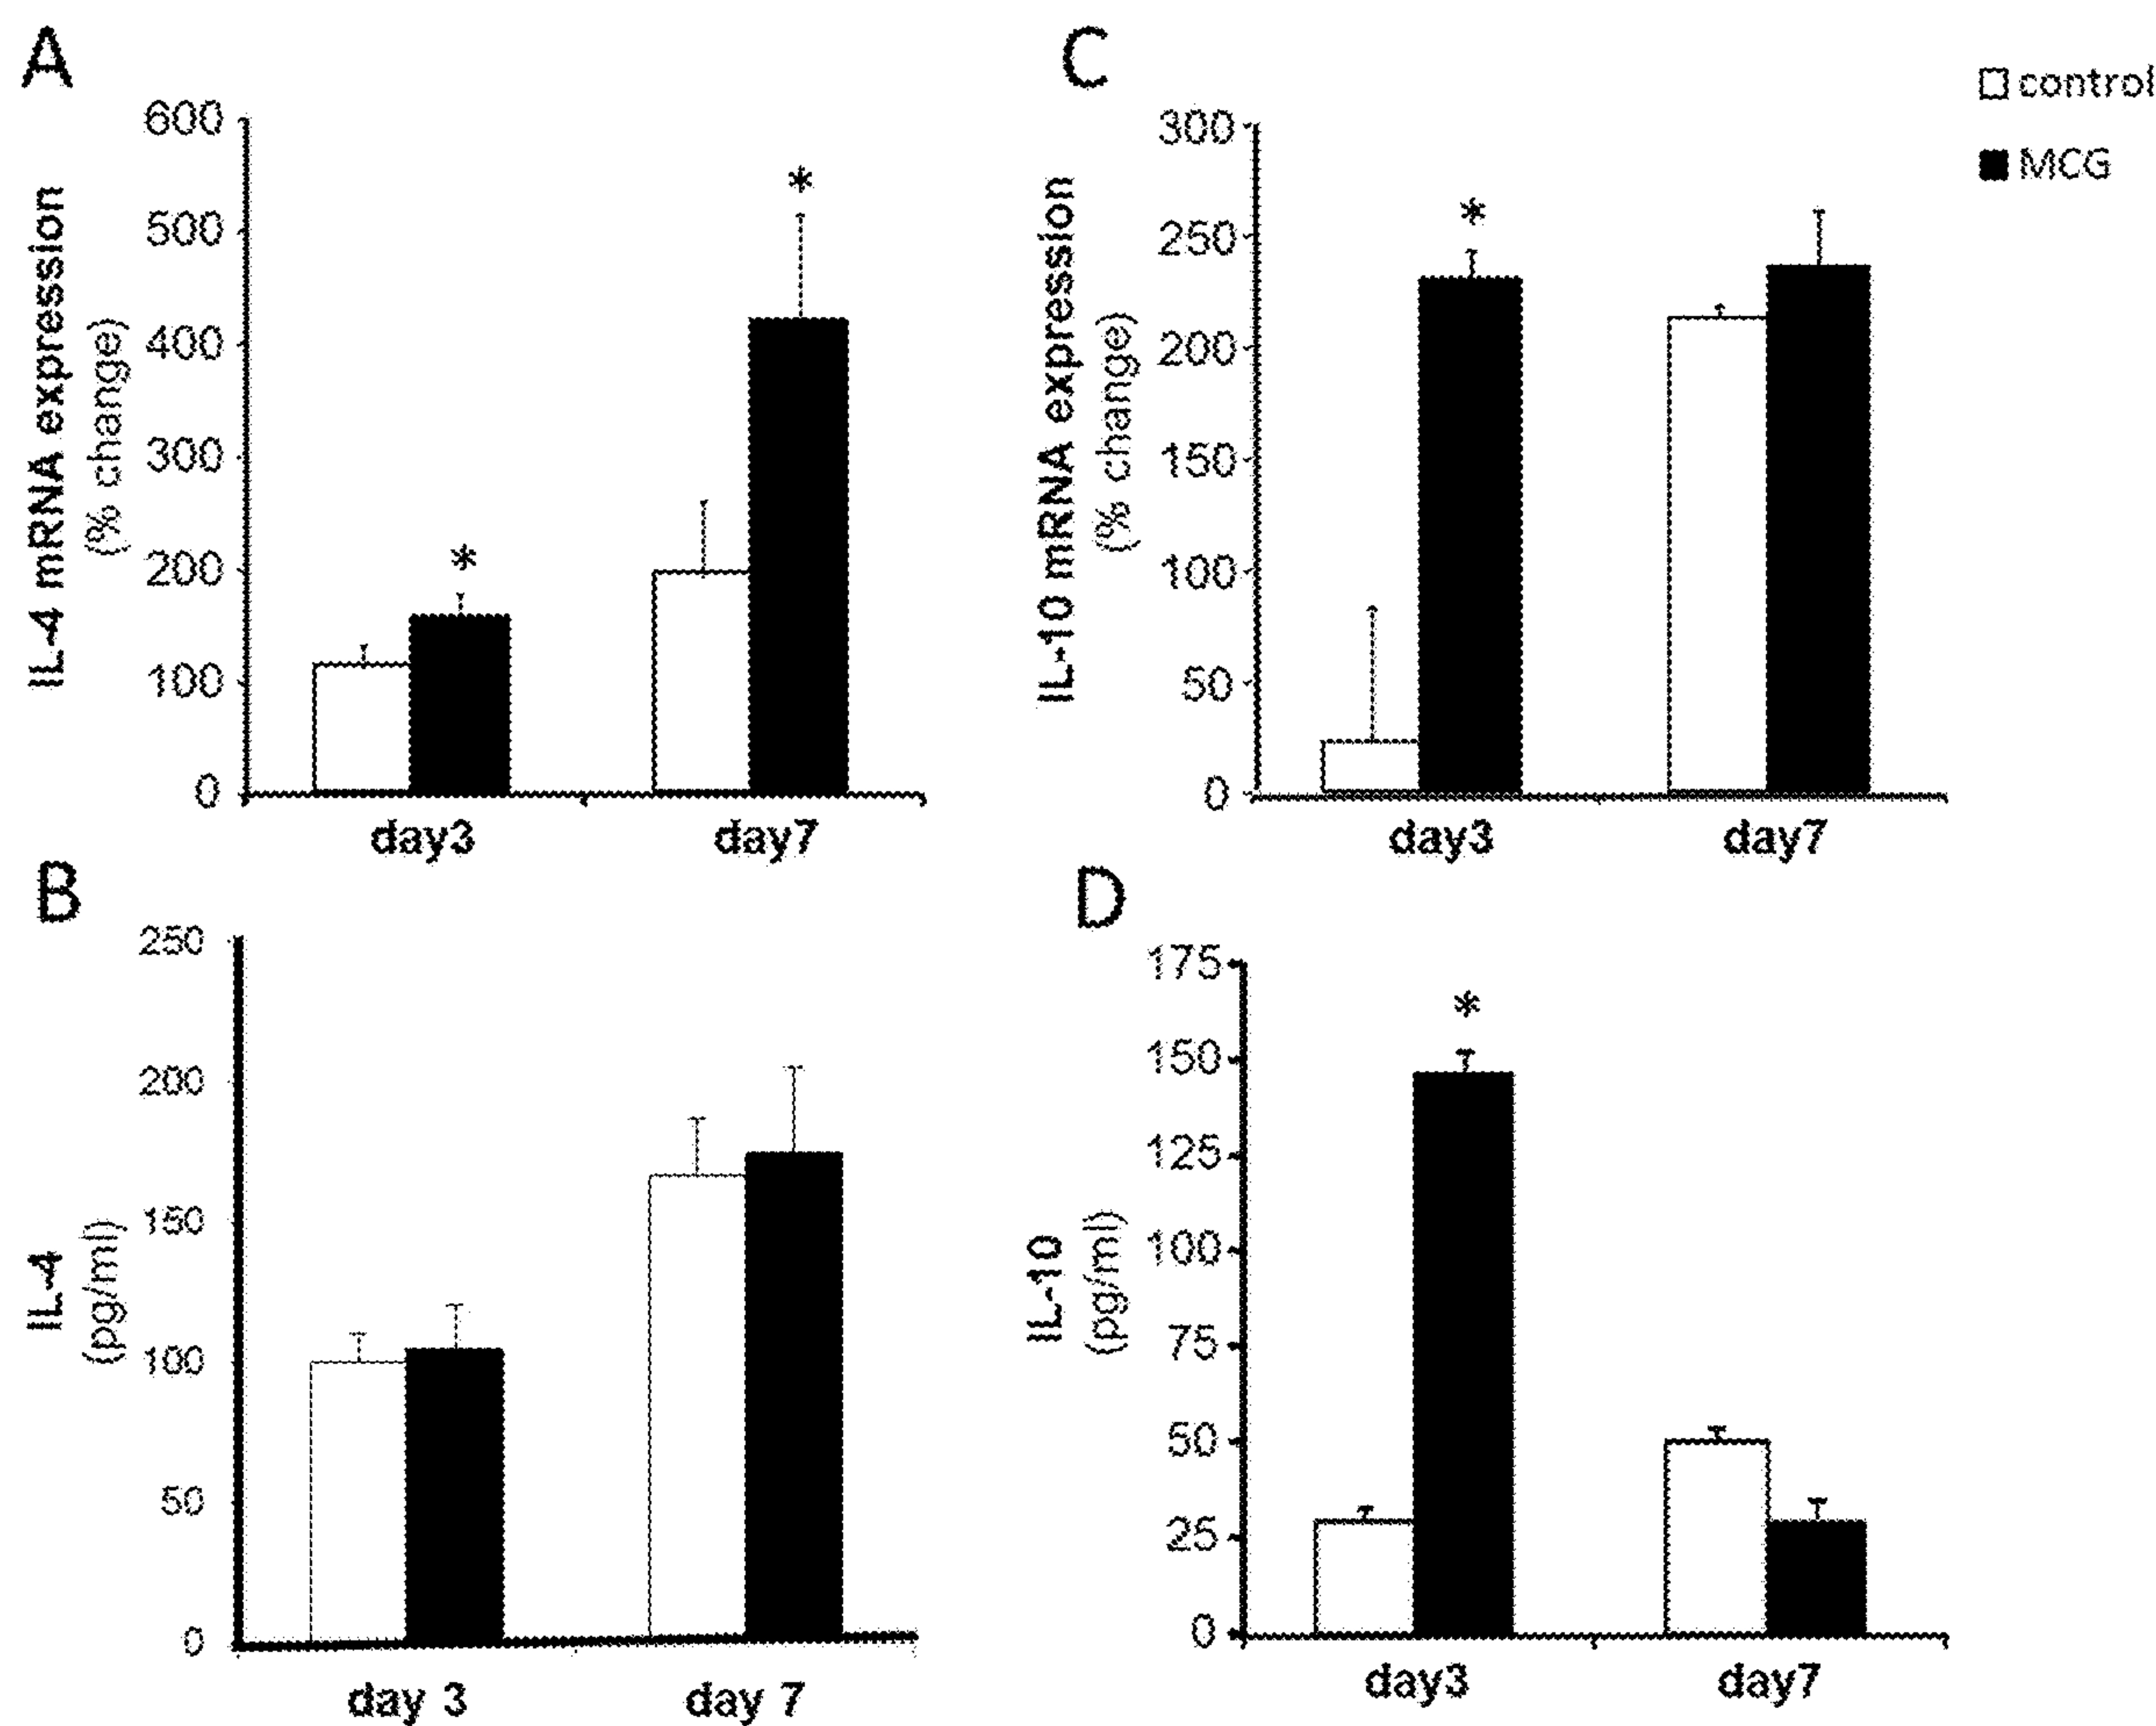 A
600
500
400
300
200
100
0
IL-4 mRNA expression
(% change)
*
*
day3 day7
C
300
250
200
150
100
50
0
IL-10 mRNA expression
(% change)
*
day3 day7
control
MCG
B
250
200
150
100
50
0
IL-4
(pg/ml)
day 3 day 7
D
175
150
125
100
75
50
25
0
IL-10
(pg/ml)
*
day3 day7